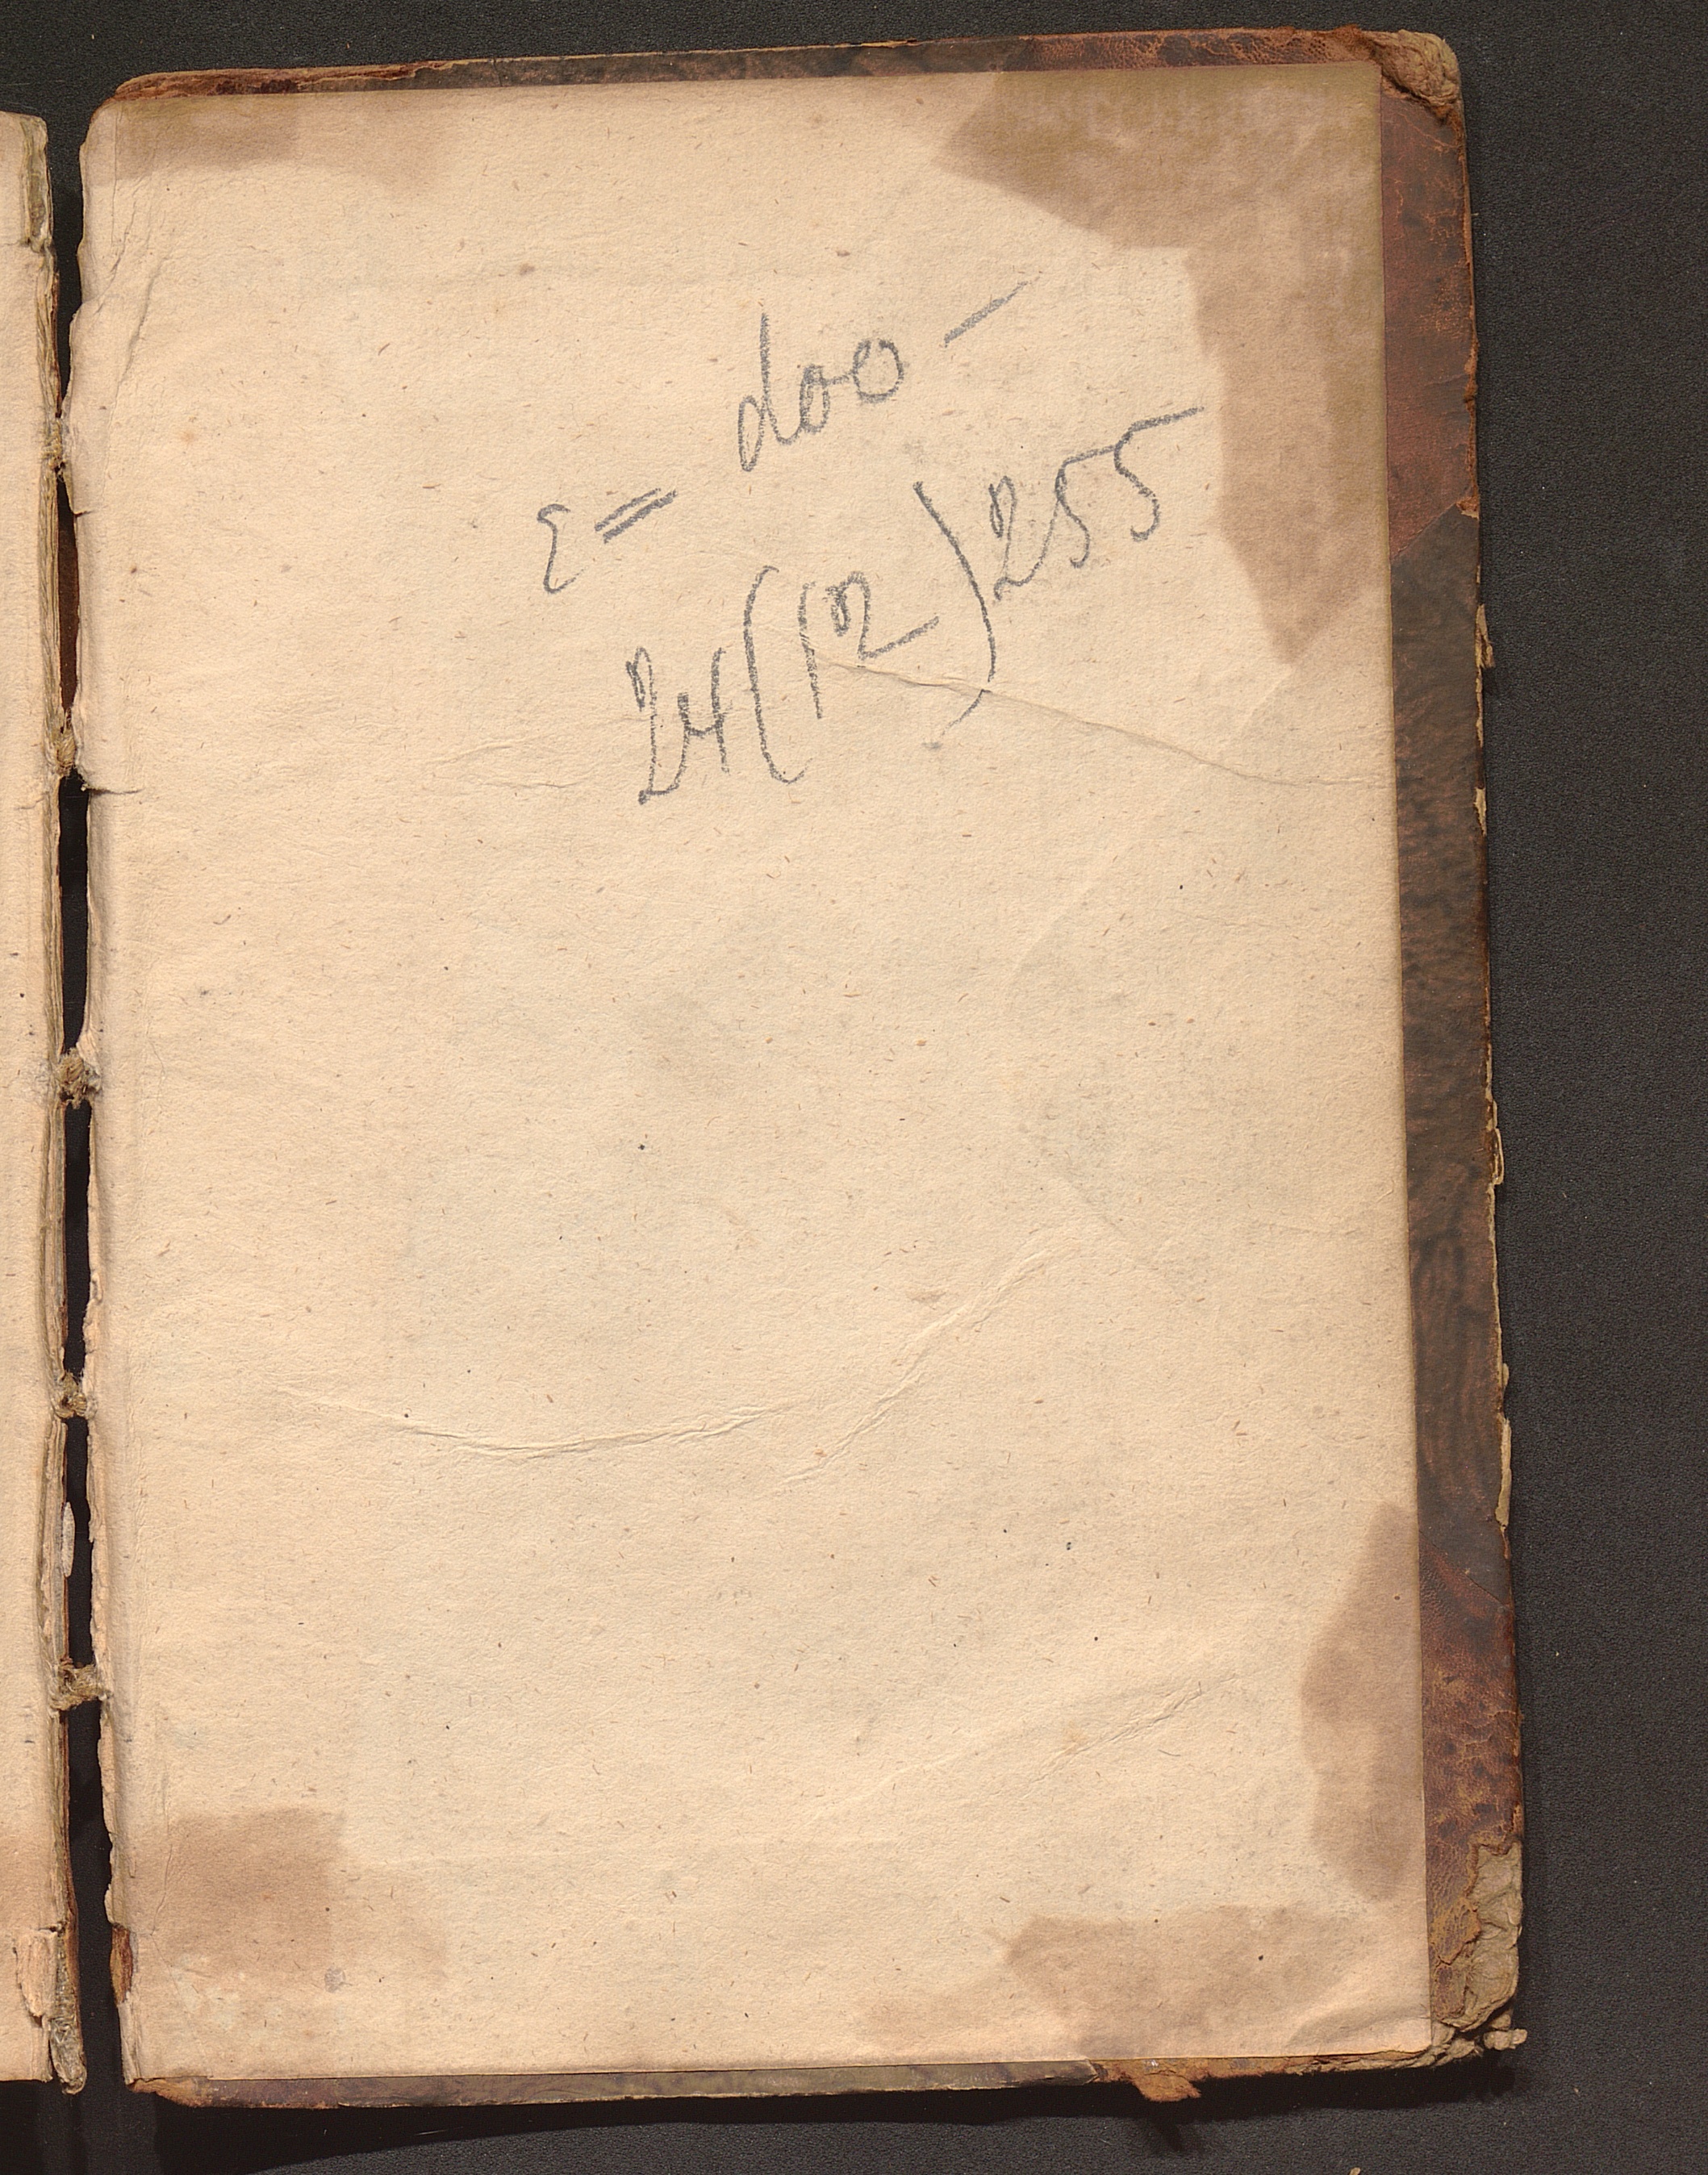 doo –
ε =
24(12)255